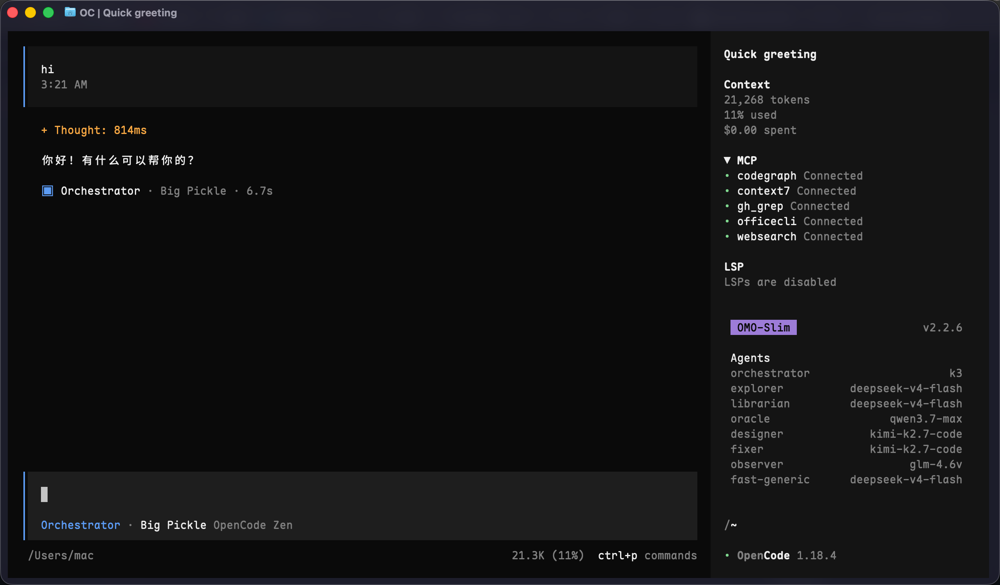 OC | Quick greeting
hi
3:21 AM
+ Thought: 814ms
你好！有什么可以帮你的？
Orchestrator · Big Pickle · 6.7s
Orchestrator · Big Pickle OpenCode Zen
/Users/mac
21.3K (11%) ctrl+p commands
Quick greeting
Context
21,268 tokens
11% used
$0.00 spent
▼ MCP
• codegraph Connected
• context7 Connected
• gh_grep Connected
• officecli Connected
• websearch Connected
LSP
LSPs are disabled
OMO-Slim v2.2.6
Agents
orchestrator k3
explorer deepseek-v4-flash
librarian deepseek-v4-flash
oracle qwen3.7-max
designer kimi-k2.7-code
fixer kimi-k2.7-code
observer glm-4.6v
fast-generic deepseek-v4-flash
/~
• OpenCode 1.18.4